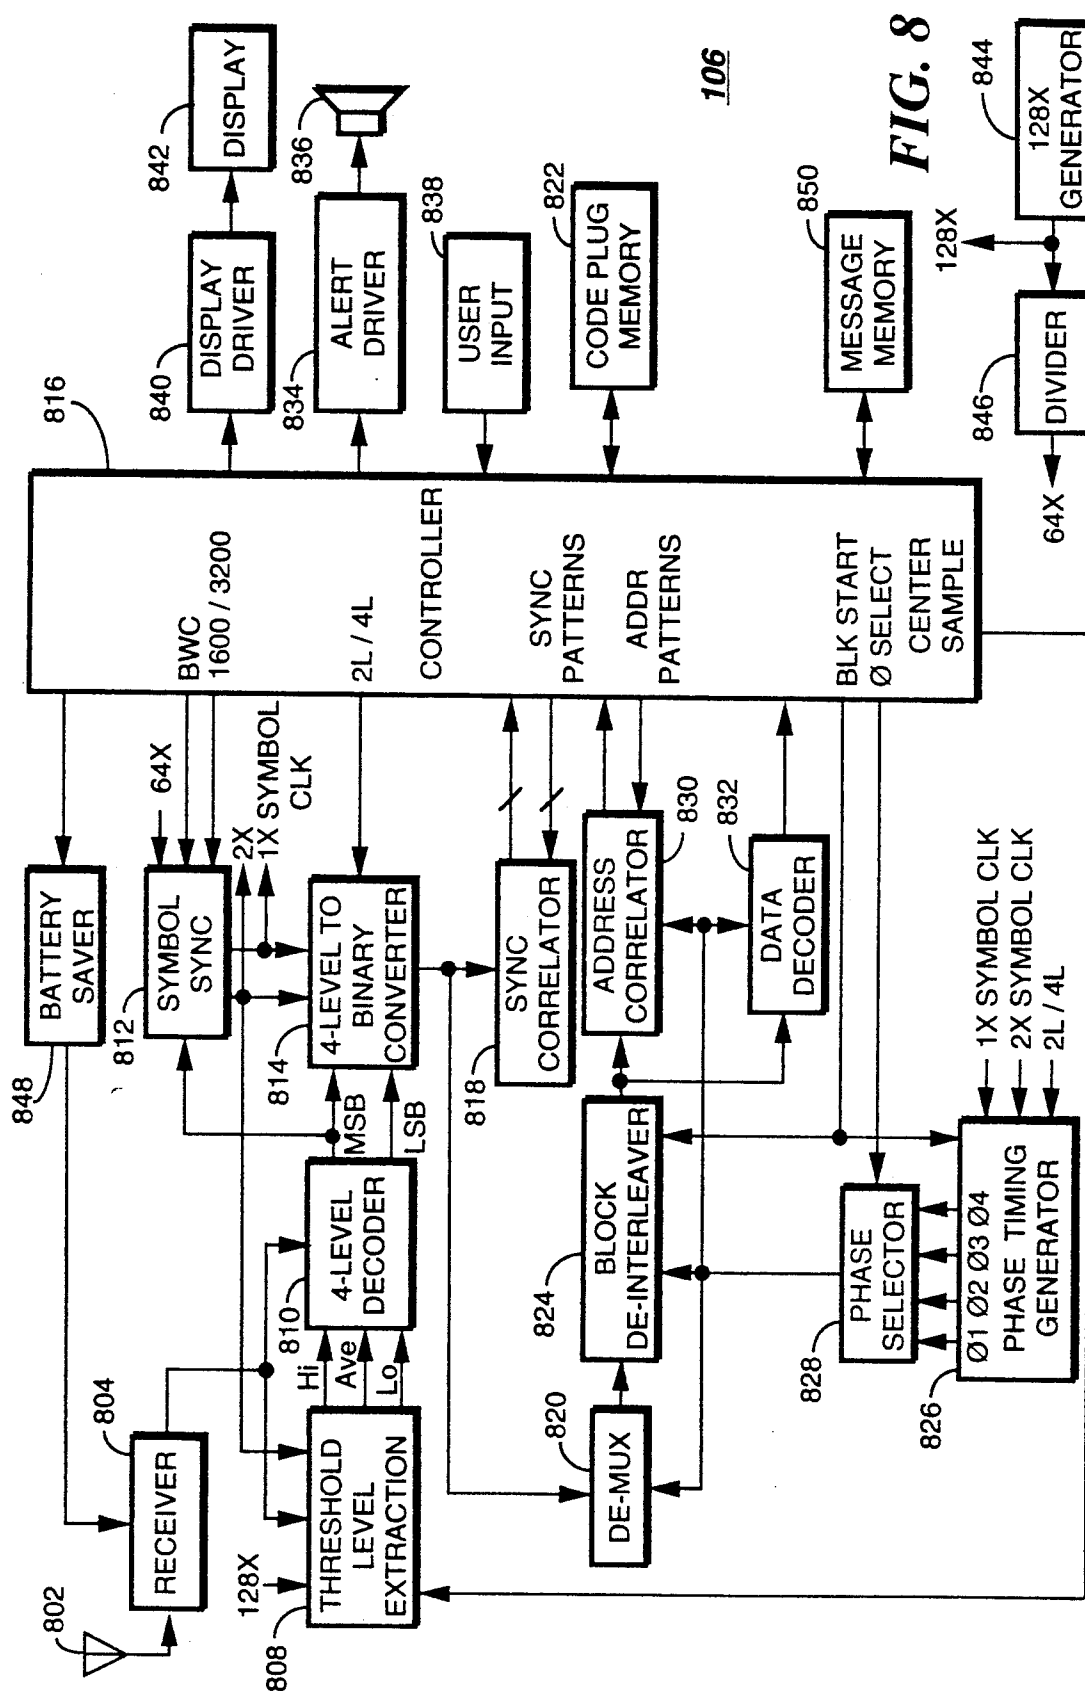 802
RECEIVER
804
BATTERY
SAVER
848
816
DISPLAY
DRIVER
840
DISPLAY
842
128X
THRESHOLD
LEVEL
EXTRACTION
808
Hi
Ave
Lo
4-LEVEL
DECODER
810
MSB
LSB
SYMBOL
SYNC
812
64X
BWC
1600 / 3200
2X
1X SYMBOL
CLK
4-LEVEL TO
BINARY
CONVERTER
814
2L / 4L
CONTROLLER
ALERT
DRIVER
834
836
USER
INPUT
838
SYNC
CORRELATOR
818
SYNC
PATTERNS
CODE PLUG
MEMORY
822
106
DE-MUX
820
BLOCK
DE-INTERLEAVER
824
ADDRESS
CORRELATOR
830
ADDR
PATTERNS
DATA
DECODER
832
BLK START
Ø SELECT
CENTER
SAMPLE
MESSAGE
MEMORY
850
PHASE
SELECTOR
828
Ø1 Ø2 Ø3 Ø4
PHASE TIMING
GENERATOR
826
1X SYMBOL CLK
2X SYMBOL CLK
2L / 4L
64X
DIVIDER
846
128X
128X
GENERATOR
844
FIG. 8